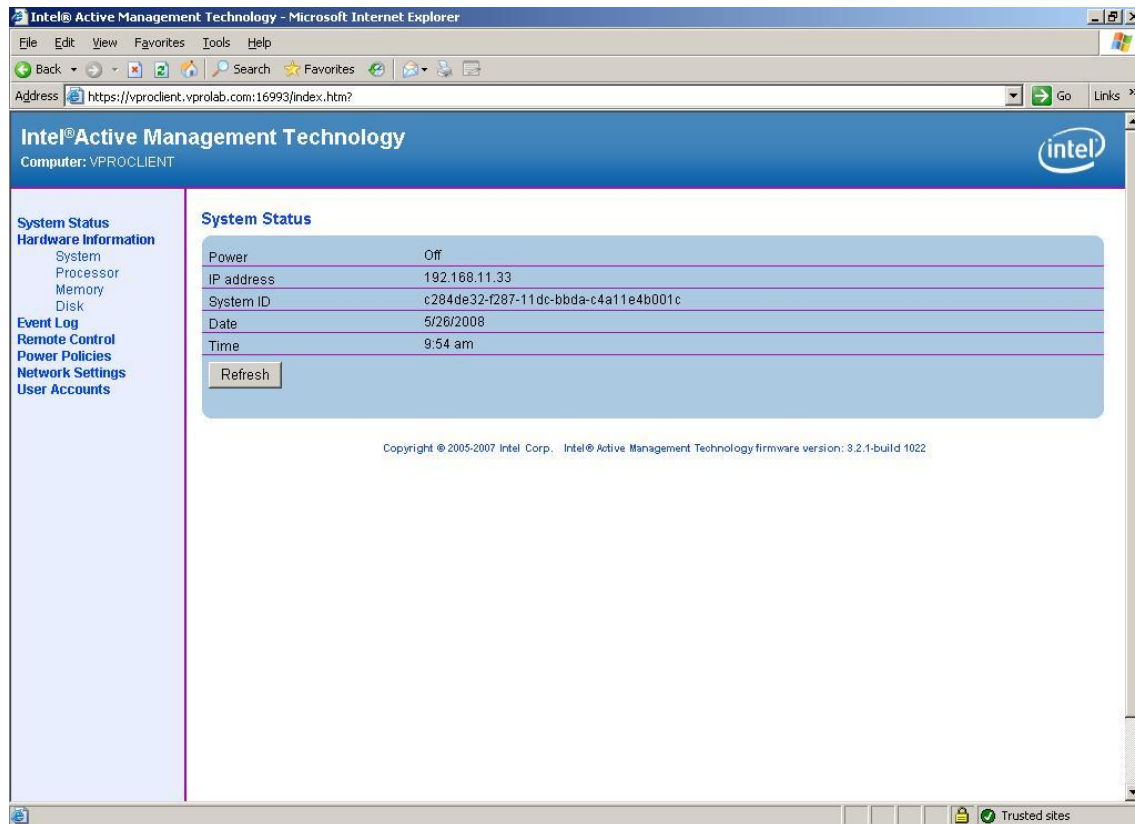 Intel® Active Management Technology - Microsoft Internet Explorer
File Edit View Favorites Tools Help
Back Search Favorites
Address https://vproclient.vprolab.com:16993/index.htm? Go Links »
Intel®Active Management Technology
Computer: VPROCLIENT
intel
System Status
Hardware Information
System
Processor
Memory
Disk
Event Log
Remote Control
Power Policies
Network Settings
User Accounts
System Status
Power Off
IP address 192.168.11.33
System ID c284de32-f287-11dc-bbda-c4a11e4b001c
Date 5/26/2008
Time 9:54 am
Refresh
Copyright © 2005-2007 Intel Corp. Intel® Active Management Technology firmware version: 3.2.1-build 1022
Trusted sites